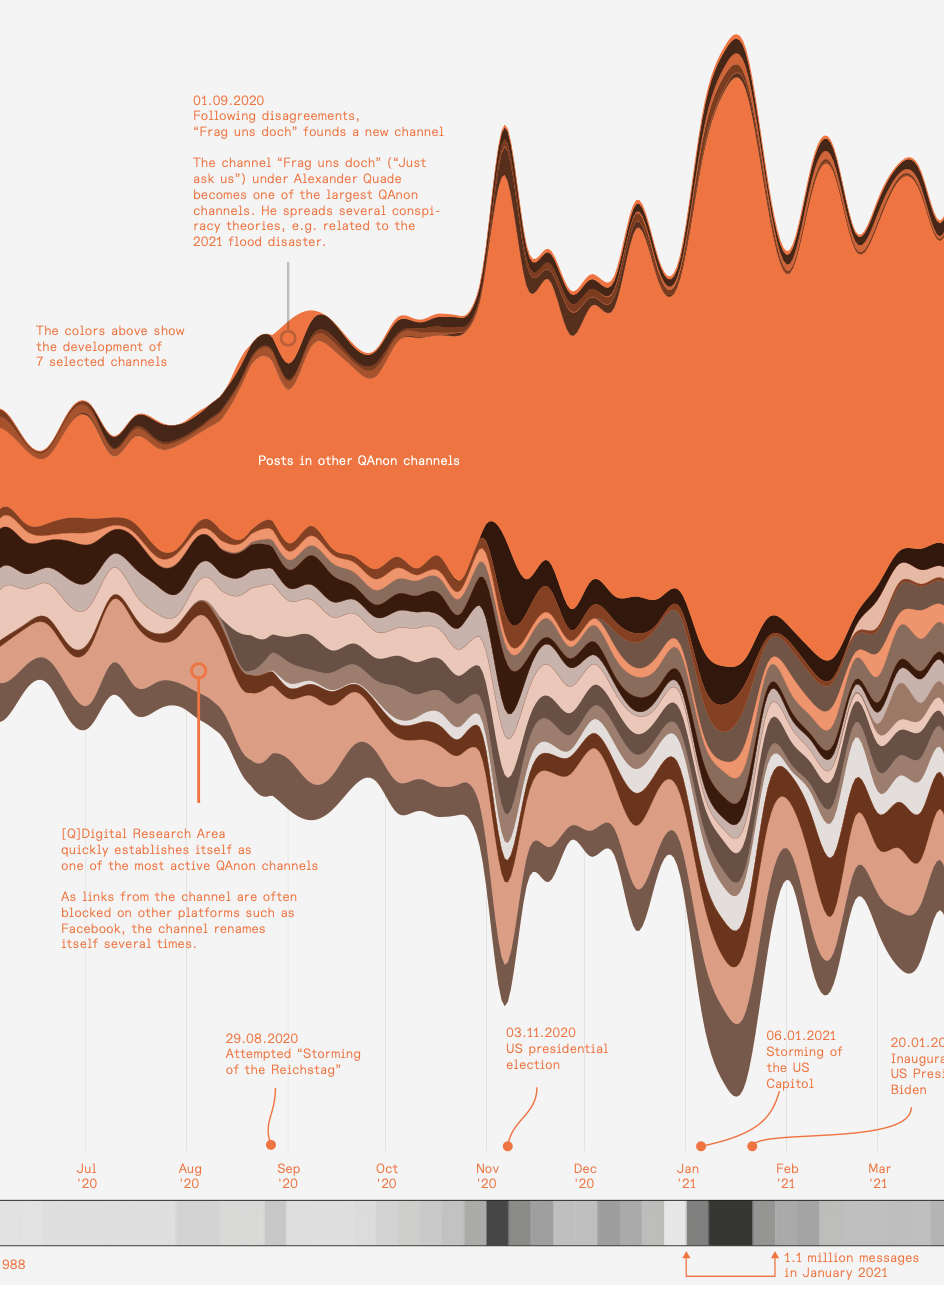 01.09.2020
Following disagreements,
“Frag uns doch” founds a new channel
The channel “Frag uns doch” (“Just
ask us”) under Alexander Quade
becomes one of the largest QAnon
channels. He spreads several conspi-
racy theories, e.g. related to the
2021 flood disaster.
The colors above show
the development of
7 selected channels
Posts in other QAnon channels
[Q]Digital Research Area
quickly establishes itself as
one of the most active QAnon channels
As links from the channel are often
blocked on other platforms such as
Facebook, the channel renames
itself several times.
29.08.2020
Attempted “Storming
of the Reichstag”
03.11.2020
US presidential
election
06.01.2021
Storming of
the US
Capitol
20.01.20
Inaugura
US Presi
Biden
Jul '20
Aug '20
Sep '20
Oct '20
Nov '20
Dec '20
Jan '21
Feb '21
Mar '21
988
1.1 million messages
in January 2021